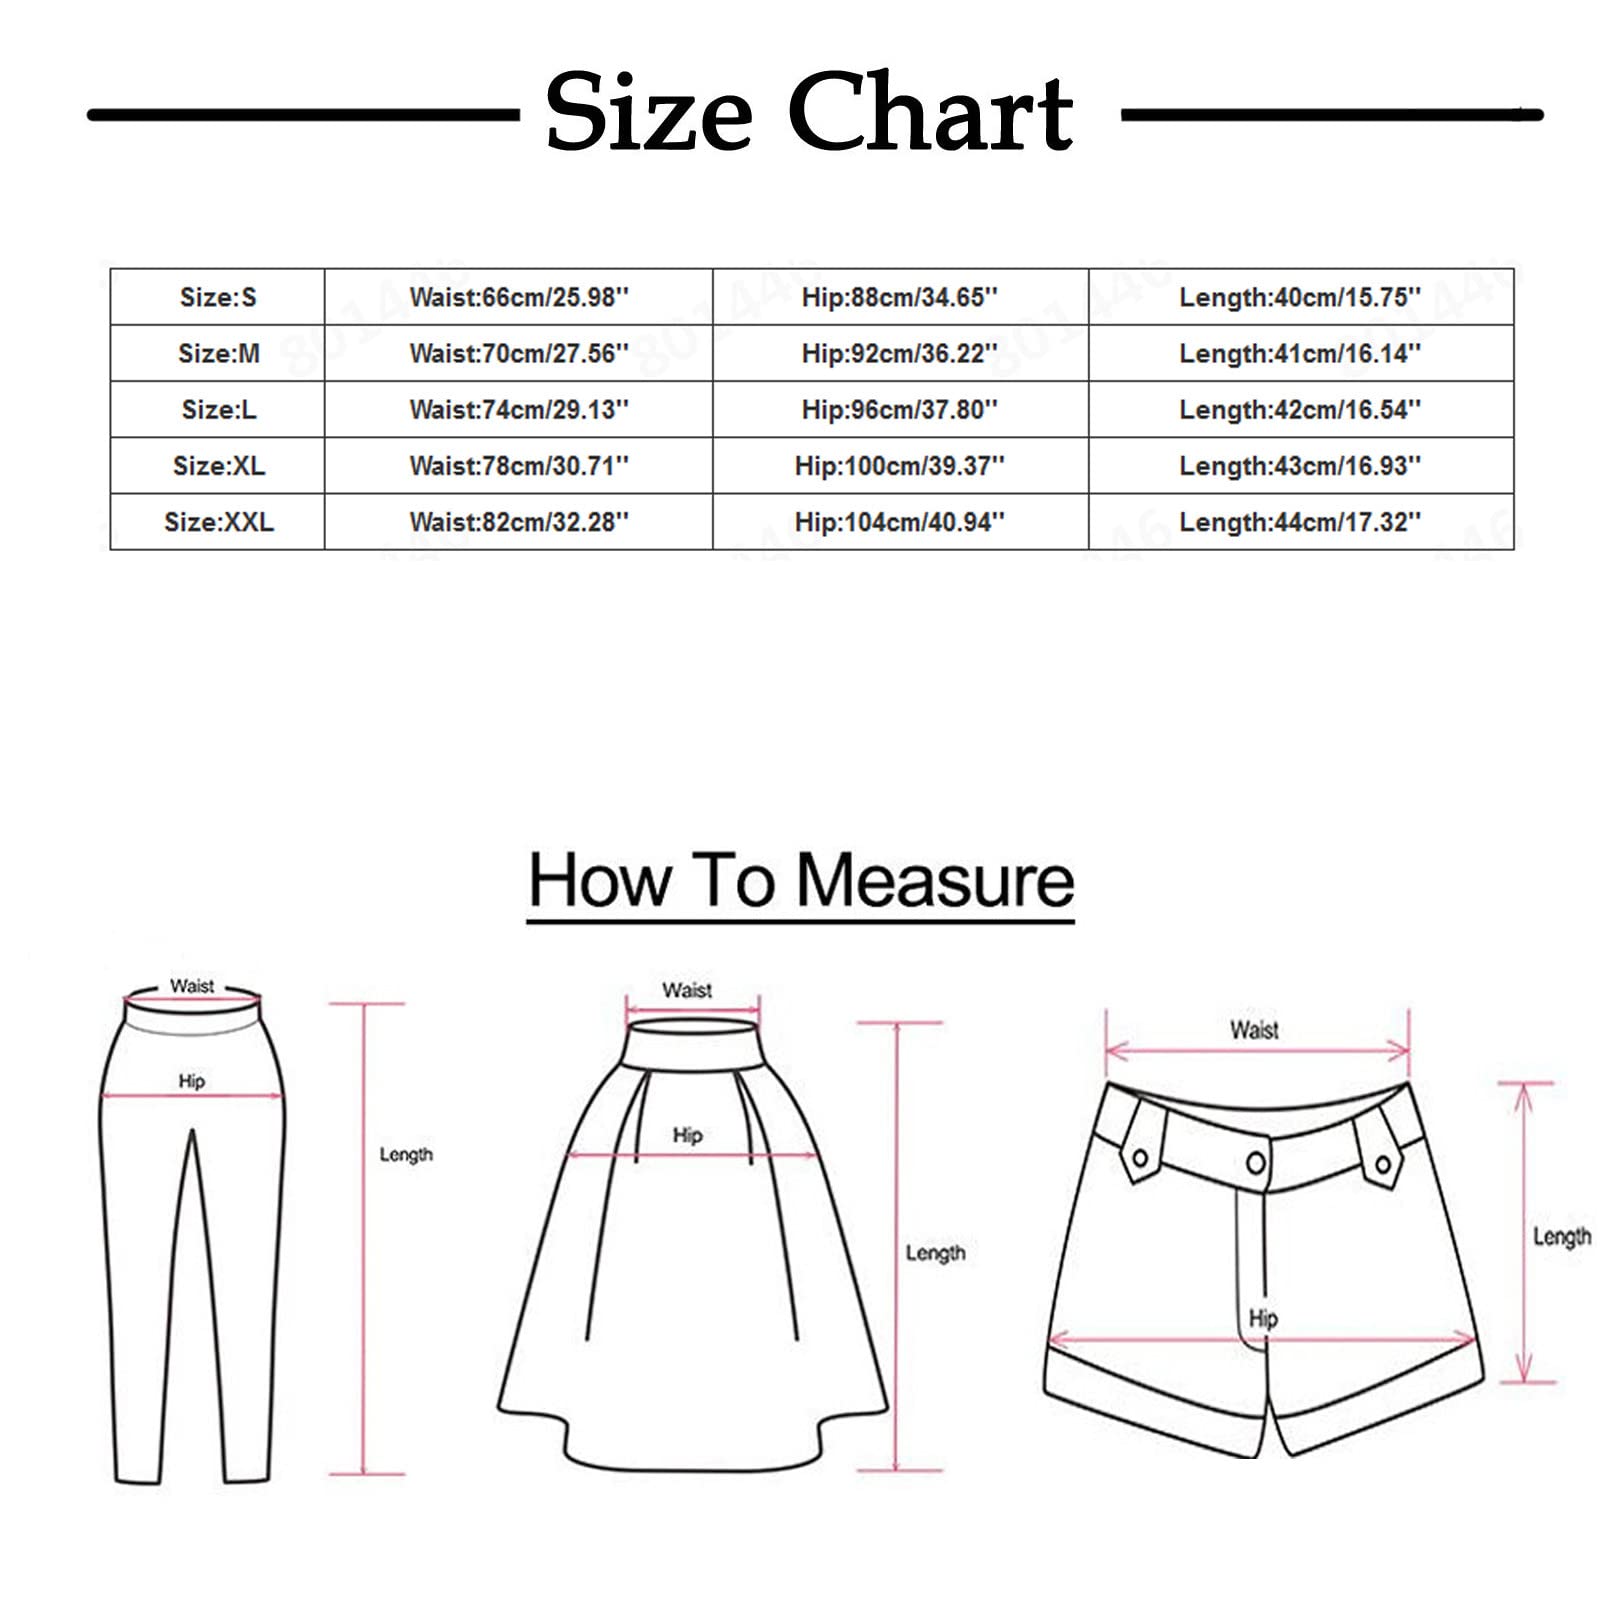 Size Chart
Size:S Waist:66cm/25.98'' Hip:88cm/34.65'' Length:40cm/15.75''
Size:M Waist:70cm/27.56'' Hip:92cm/36.22'' Length:41cm/16.14''
Size:L Waist:74cm/29.13'' Hip:96cm/37.80'' Length:42cm/16.54''
Size:XL Waist:78cm/30.71'' Hip:100cm/39.37'' Length:43cm/16.93''
Size:XXL Waist:82cm/32.28'' Hip:104cm/40.94'' Length:44cm/17.32''
801446 801446 801446 801446
How To Measure
Waist
Hip
Length
Waist
Hip
Length
Waist
Hip
Length